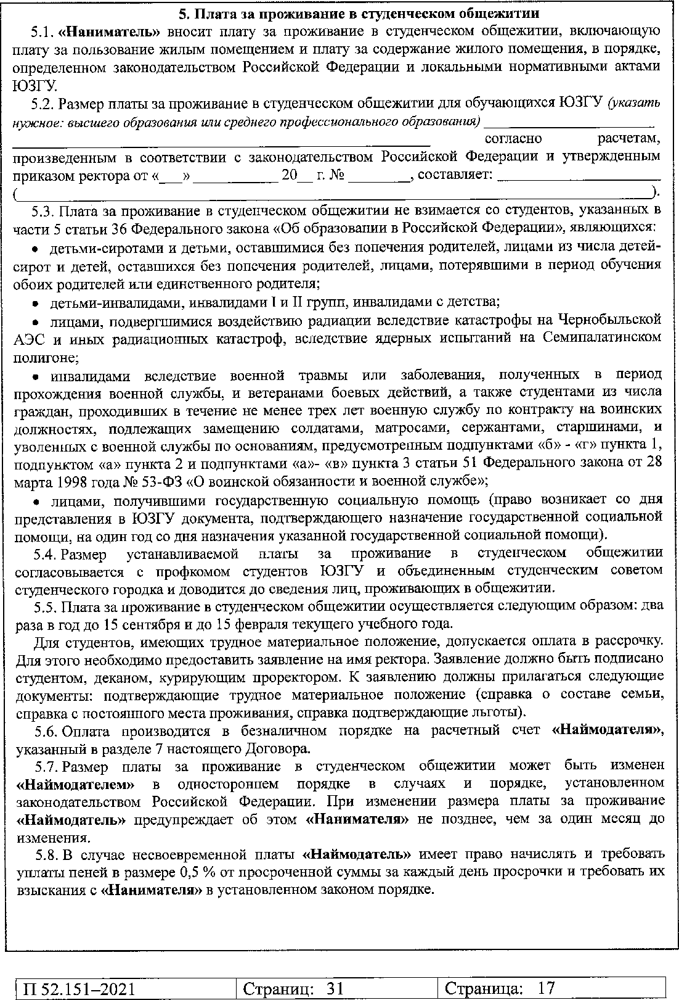 5. Плата за проживание в студенческом общежитии
5.1. «Наниматель» вносит плату за проживание в студенческом общежитии, включающую
плату за пользование жилым помещением и плату за содержание жилого помещения, в порядке,
определенном законодательством Российской Федерации и локальными нормативными актами
ЮЗГУ.
5.2. Размер платы за проживание в студенческом общежитии для обучающихся ЮЗГУ (указать
нужное: высшего образования или среднего профессионального образования) ____________________
____________________ согласно расчетам,
произведенным в соответствии с законодательством Российской Федерации и утвержденным
приказом ректора от «___» ___________ 20__ г. № ________, составляет: ____________________
(____________________).
5.3. Плата за проживание в студенческом общежитии не взимается со студентов, указанных в
части 5 статьи 36 Федерального закона «Об образовании в Российской Федерации», являющихся:
• детьми-сиротами и детьми, оставшимися без попечения родителей, лицами из числа детей-
сирот и детей, оставшихся без попечения родителей, лицами, потерявшими в период обучения
обоих родителей или единственного родителя;
• детьми-инвалидами, инвалидами I и II групп, инвалидами с детства;
• лицами, подвергшимися воздействию радиации вследствие катастрофы на Чернобыльской
АЭС и иных радиационных катастроф, вследствие ядерных испытаний на Семипалатинском
полигоне;
• инвалидами вследствие военной травмы или заболевания, полученных в период
прохождения военной службы, и ветеранами боевых действий, а также студентами из числа
граждан, проходивших в течение не менее трех лет военную службу по контракту на воинских
должностях, подлежащих замещению солдатами, матросами, сержантами, старшинами, и
уволенных с военной службы по основаниям, предусмотренным подпунктами «б» - «г» пункта 1,
подпунктом «а» пункта 2 и подпунктами «а»- «в» пункта 3 статьи 51 Федерального закона от 28
марта 1998 года № 53-ФЗ «О воинской обязанности и военной службе»;
• лицами, получившими государственную социальную помощь (право возникает со дня
представления в ЮЗГУ документа, подтверждающего назначение государственной социальной
помощи, на один год со дня назначения указанной государственной социальной помощи).
5.4. Размер устанавливаемой платы за проживание в студенческом общежитии
согласовывается с профкомом студентов ЮЗГУ и объединенным студенческим советом
студенческого городка и доводится до сведения лиц, проживающих в общежитии.
5.5. Плата за проживание в студенческом общежитии осуществляется следующим образом: два
раза в год до 15 сентября и до 15 февраля текущего учебного года.
Для студентов, имеющих трудное материальное положение, допускается оплата в рассрочку.
Для этого необходимо предоставить заявление на имя ректора. Заявление должно быть подписано
студентом, деканом, курирующим проректором. К заявлению должны прилагаться следующие
документы: подтверждающие трудное материальное положение (справка о составе семьи,
справка с постоянного места проживания, справка подтверждающие льготы).
5.6. Оплата производится в безналичном порядке на расчетный счет «Наймодателя»,
указанный в разделе 7 настоящего Договора.
5.7. Размер платы за проживание в студенческом общежитии может быть изменен
«Наймодателем» в одностороннем порядке в случаях и порядке, установленном
законодательством Российской Федерации. При изменении размера платы за проживание
«Наймодатель» предупреждает об этом «Нанимателя» не позднее, чем за один месяц до
изменения.
5.8. В случае несвоевременной платы «Наймодатель» имеет право начислять и требовать
уплаты пеней в размере 0,5 % от просроченной суммы за каждый день просрочки и требовать их
взыскания с «Нанимателя» в установленном законом порядке.
П 52.151–2021 Страниц: 31 Страница: 17